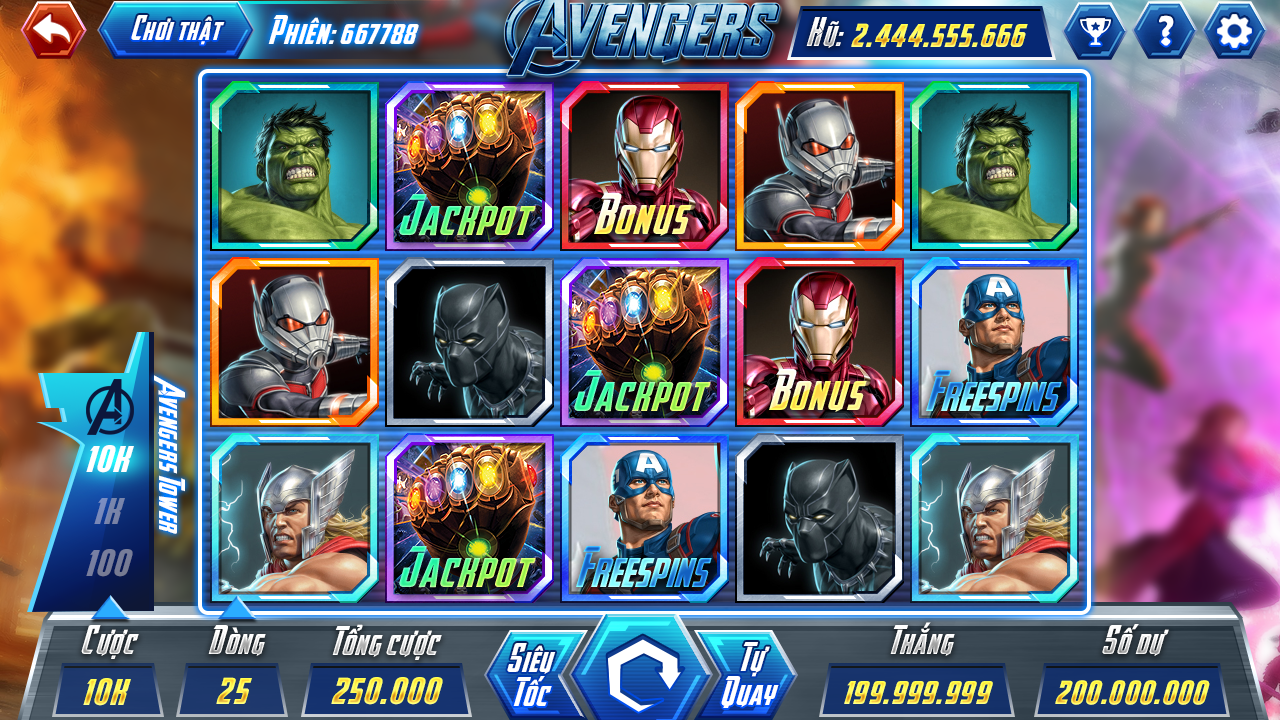 CHƠI THẬT
PHIÊN: 667788
AVENGERS
HŨ: 2.444.555.666
?
JACKPOT
BONUS
JACKPOT
BONUS
A
FREESPINS
JACKPOT
A
FREESPINS
A
10K
1K
100
AVENGERS TOWER
CƯỢC
DÒNG
TỔNG CƯỢC
SIÊU
TỐC
TỰ
QUAY
THẮNG
SỐ DƯ
10K
25
250.000
199.999.999
200.000.000